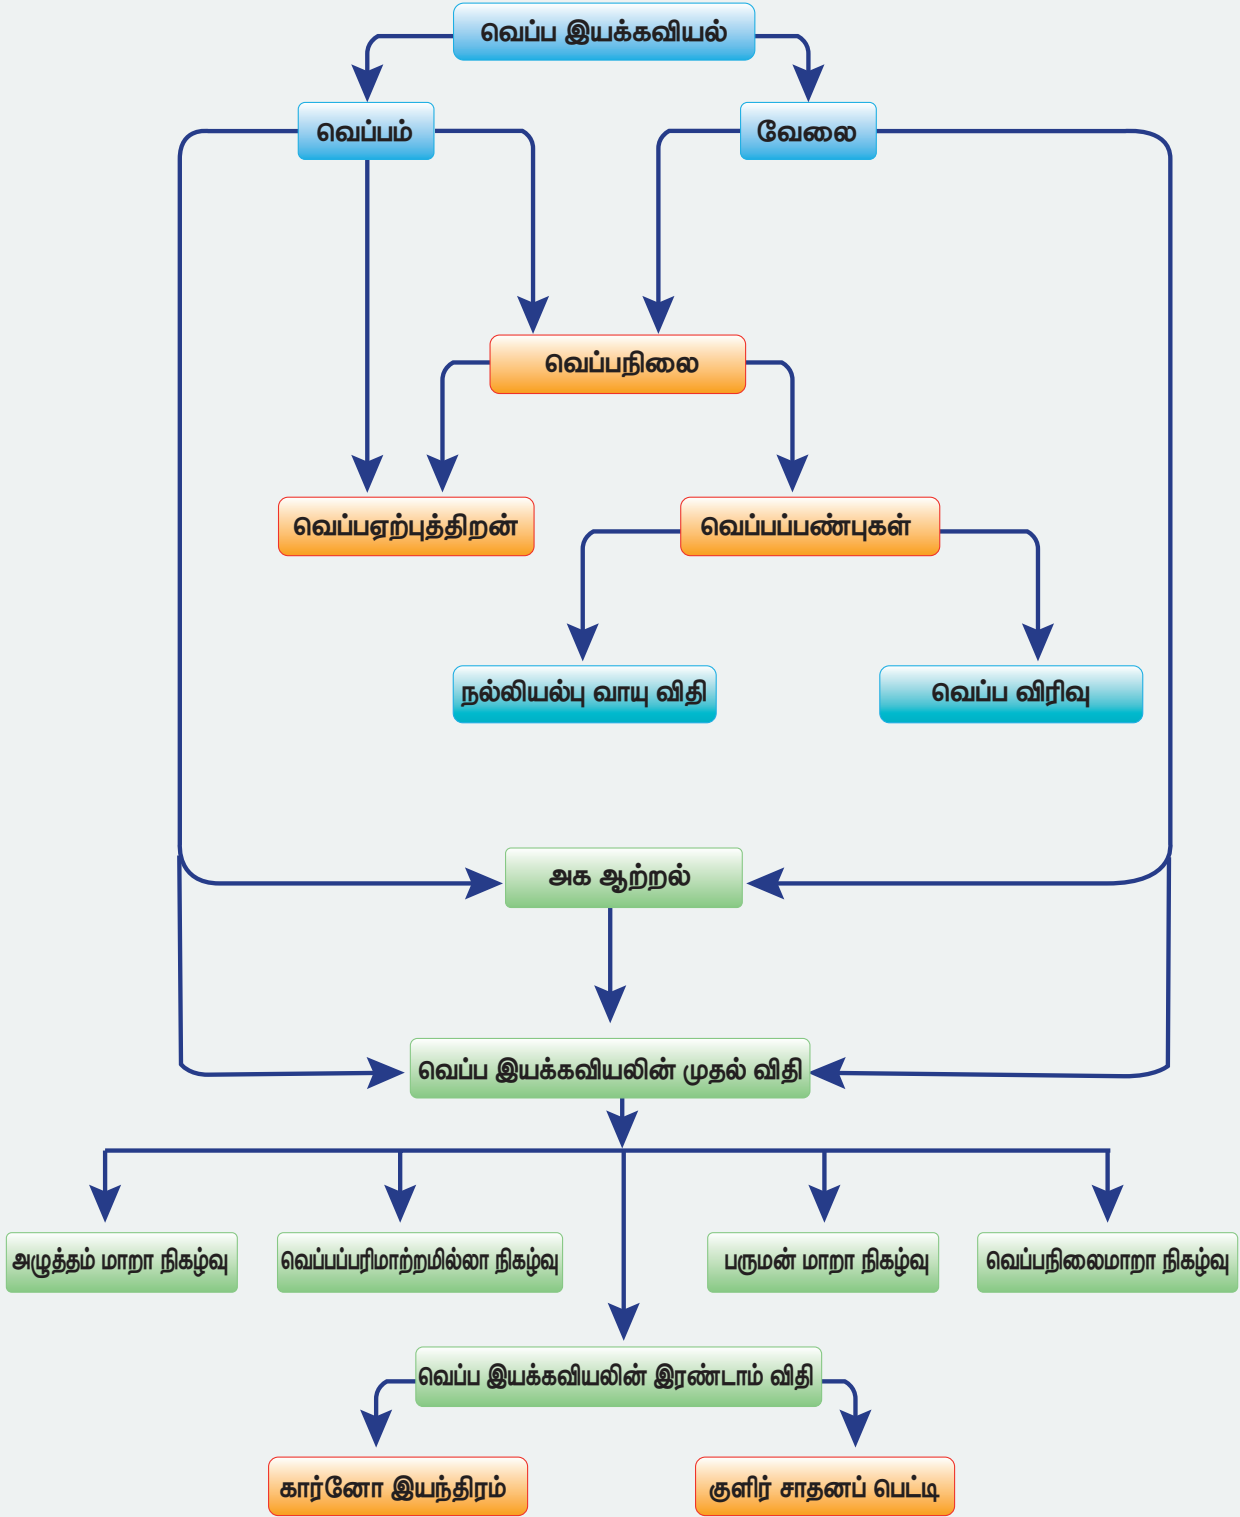 வெப்ப இயக்கவியல்
வெப்பம்
வேலை
வெப்பநிலை
வெப்பஏற்புத்திறன்
வெப்பப்பண்புகள்
நல்லியல்பு வாயு விதி
வெப்ப விரிவு
அக ஆற்றல்
வெப்ப இயக்கவியலின் முதல் விதி
அழுத்தம் மாறா நிகழ்வு
வெப்பப்பரிமாற்றமில்லா நிகழ்வு
பருமன் மாறா நிகழ்வு
வெப்பநிலைமாறா நிகழ்வு
வெப்ப இயக்கவியலின் இரண்டாம் விதி
கார்னோ இயந்திரம்
குளிர் சாதனப் பெட்டி